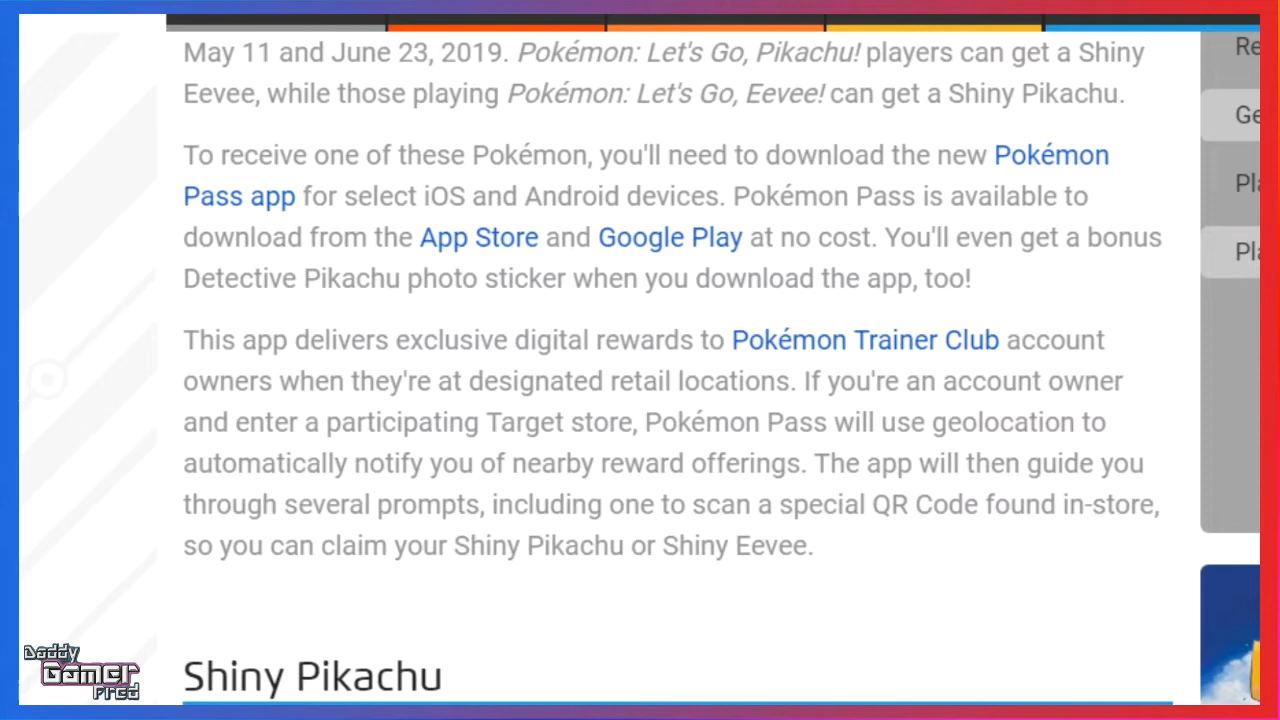 May 11 and June 23, 2019. Pokémon: Let's Go, Pikachu! players can get a Shiny
Eevee, while those playing Pokémon: Let's Go, Eevee! can get a Shiny Pikachu.
To receive one of these Pokémon, you'll need to download the new Pokémon
Pass app for select iOS and Android devices. Pokémon Pass is available to
download from the App Store and Google Play at no cost. You'll even get a bonus
Detective Pikachu photo sticker when you download the app, too!
This app delivers exclusive digital rewards to Pokémon Trainer Club account
owners when they're at designated retail locations. If you're an account owner
and enter a participating Target store, Pokémon Pass will use geolocation to
automatically notify you of nearby reward offerings. The app will then guide you
through several prompts, including one to scan a special QR Code found in-store,
so you can claim your Shiny Pikachu or Shiny Eevee.
Shiny Pikachu
Daddy
Gamer
Fred